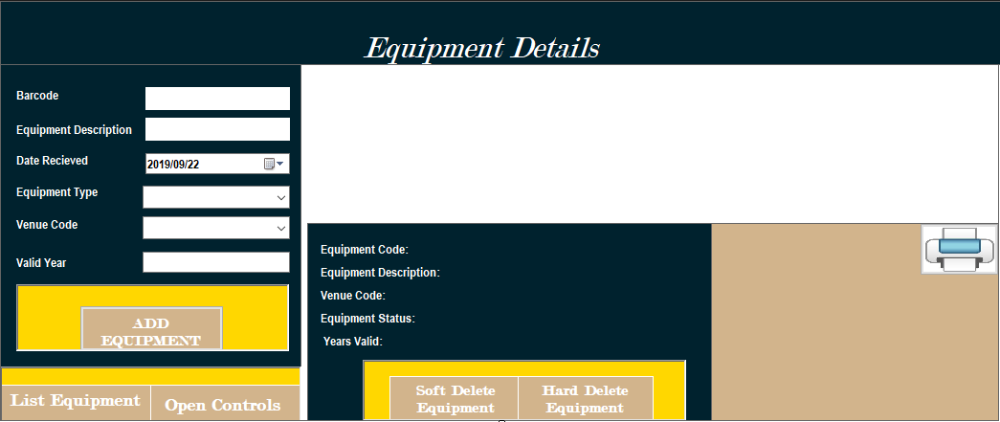 Equipment Details
Barcode
Equipment Description
Date Recieved
2019/09/22
Equipment Type
Venue Code
Valid Year
ADD
EQUIPMENT
List Equipment
Open Controls
Equipment Code:
Equipment Description:
Venue Code:
Equipment Status:
Years Valid:
Soft Delete
Equipment
Hard Delete
Equipment